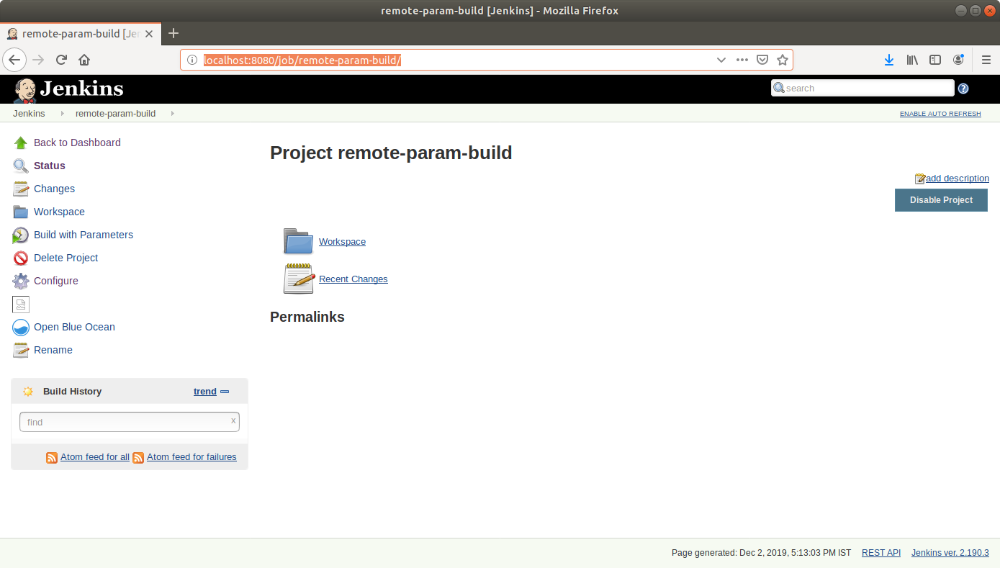 remote-param-build [Jenkins] - Mozilla Firefox
remote-param-build [Jen
localhost:8080/job/remote-param-build/
Jenkins
search
Jenkins
remote-param-build
ENABLE AUTO REFRESH
Back to Dashboard
Status
Changes
Workspace
Build with Parameters
Delete Project
Configure
Open Blue Ocean
Rename
Build History
trend
find
x
Atom feed for all
Atom feed for failures
Project remote-param-build
add description
Disable Project
Workspace
Recent Changes
Permalinks
Page generated: Dec 2, 2019, 5:13:03 PM IST
REST API
Jenkins ver. 2.190.3